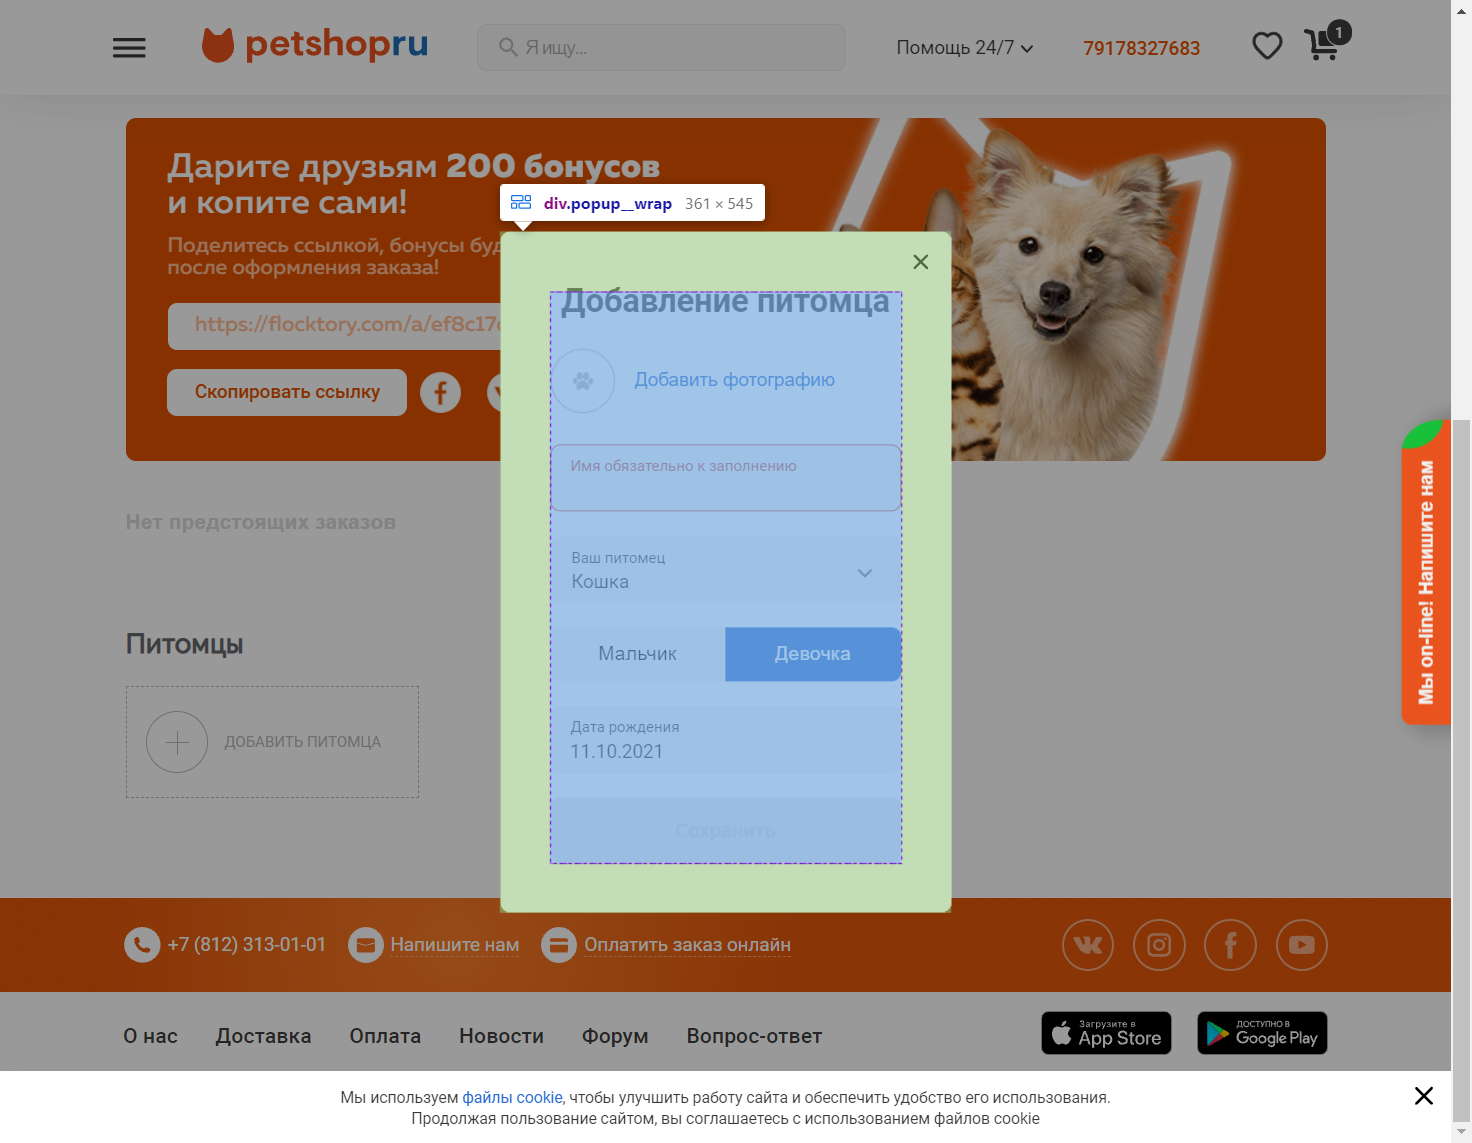 petshopru
Я ищу...
Помощь 24/7
79178327683
1
Дарите друзьям 200 бонусов
и копите сами!
Поделитесь ссылкой, бонусы буд
после оформления заказа!
https://flocktory.com/a/ef8c17c
Скопировать ссылку
div.popup__wrap 361 × 545
Добавление питомца
Добавить фотографию
Имя обязательно к заполнению
Ваш питомец
Кошка
Мальчик
Девочка
Дата рождения
11.10.2021
Сохранить
Нет предстоящих заказов
Питомцы
ДОБАВИТЬ ПИТОМЦА
Мы on-line! Напишите нам
+7 (812) 313-01-01
Напишите нам
Оплатить заказ онлайн
О нас
Доставка
Оплата
Новости
Форум
Вопрос-ответ
Загрузите в
App Store
ДОСТУПНО В
Google Play
Мы используем файлы cookie, чтобы улучшить работу сайта и обеспечить удобство его использования.
Продолжая пользование сайтом, вы соглашаетесь с использованием файлов cookie